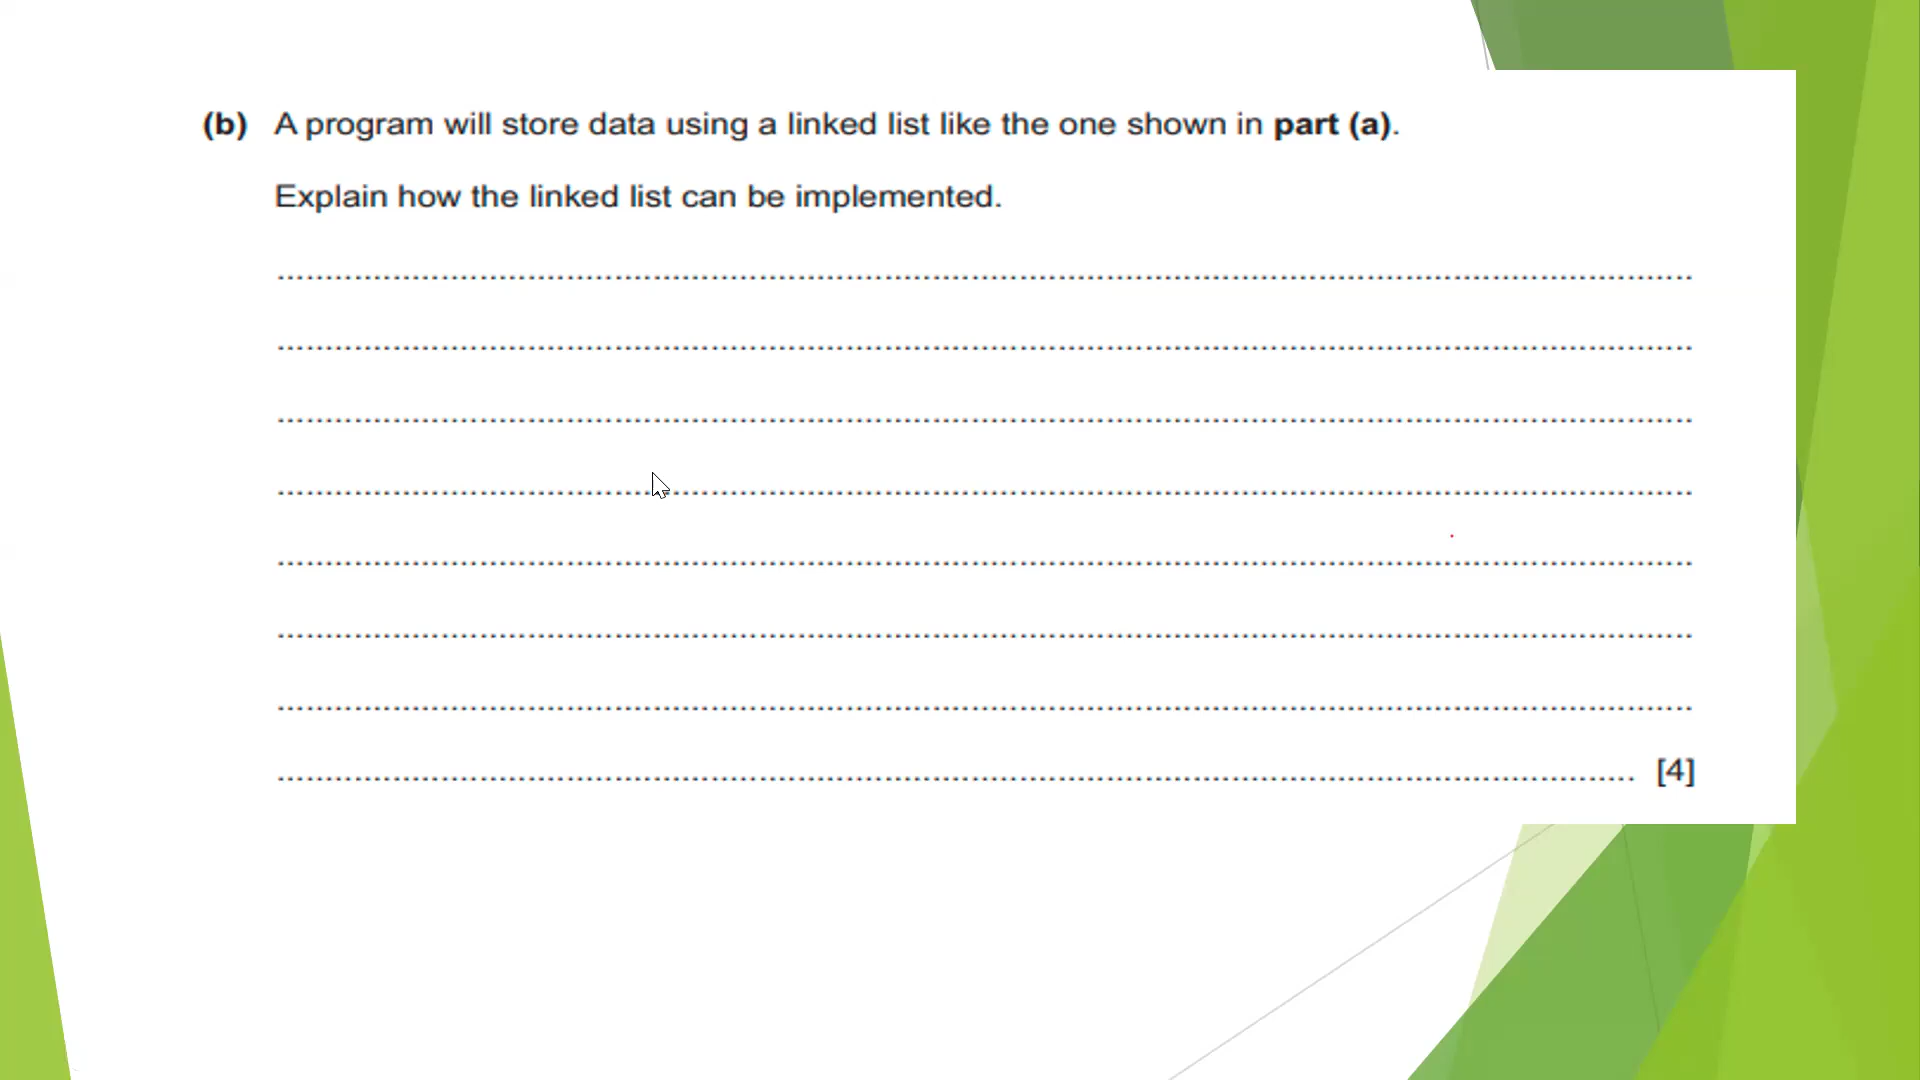 (b) A program will store data using a linked list like the one shown in part (a).
Explain how the linked list can be implemented.
[4]